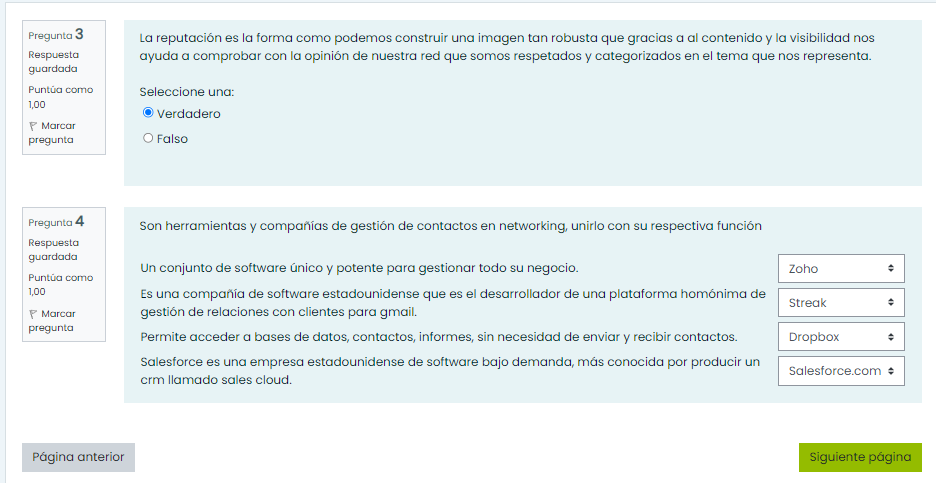 Pregunta 3
Respuesta
guardada
Puntúa como
1,00
Marcar
pregunta
La reputación es la forma como podemos construir una imagen tan robusta que gracias a al contenido y la visibilidad nos
ayuda a comprobar con la opinión de nuestra red que somos respetados y categorizados en el tema que nos representa.
Seleccione una:
Verdadero
Falso
Pregunta 4
Respuesta
guardada
Puntúa como
1,00
Marcar
pregunta
Son herramientas y compañías de gestión de contactos en networking, unirlo con su respectiva función
Un conjunto de software único y potente para gestionar todo su negocio.
Zoho
Es una compañía de software estadounidense que es el desarrollador de una plataforma homónima de
gestión de relaciones con clientes para gmail.
Streak
Permite acceder a bases de datos, contactos, informes, sin necesidad de enviar y recibir contactos.
Dropbox
Salesforce es una empresa estadounidense de software bajo demanda, más conocida por producir un
crm llamado sales cloud.
Salesforce.com
Página anterior
Siguiente página